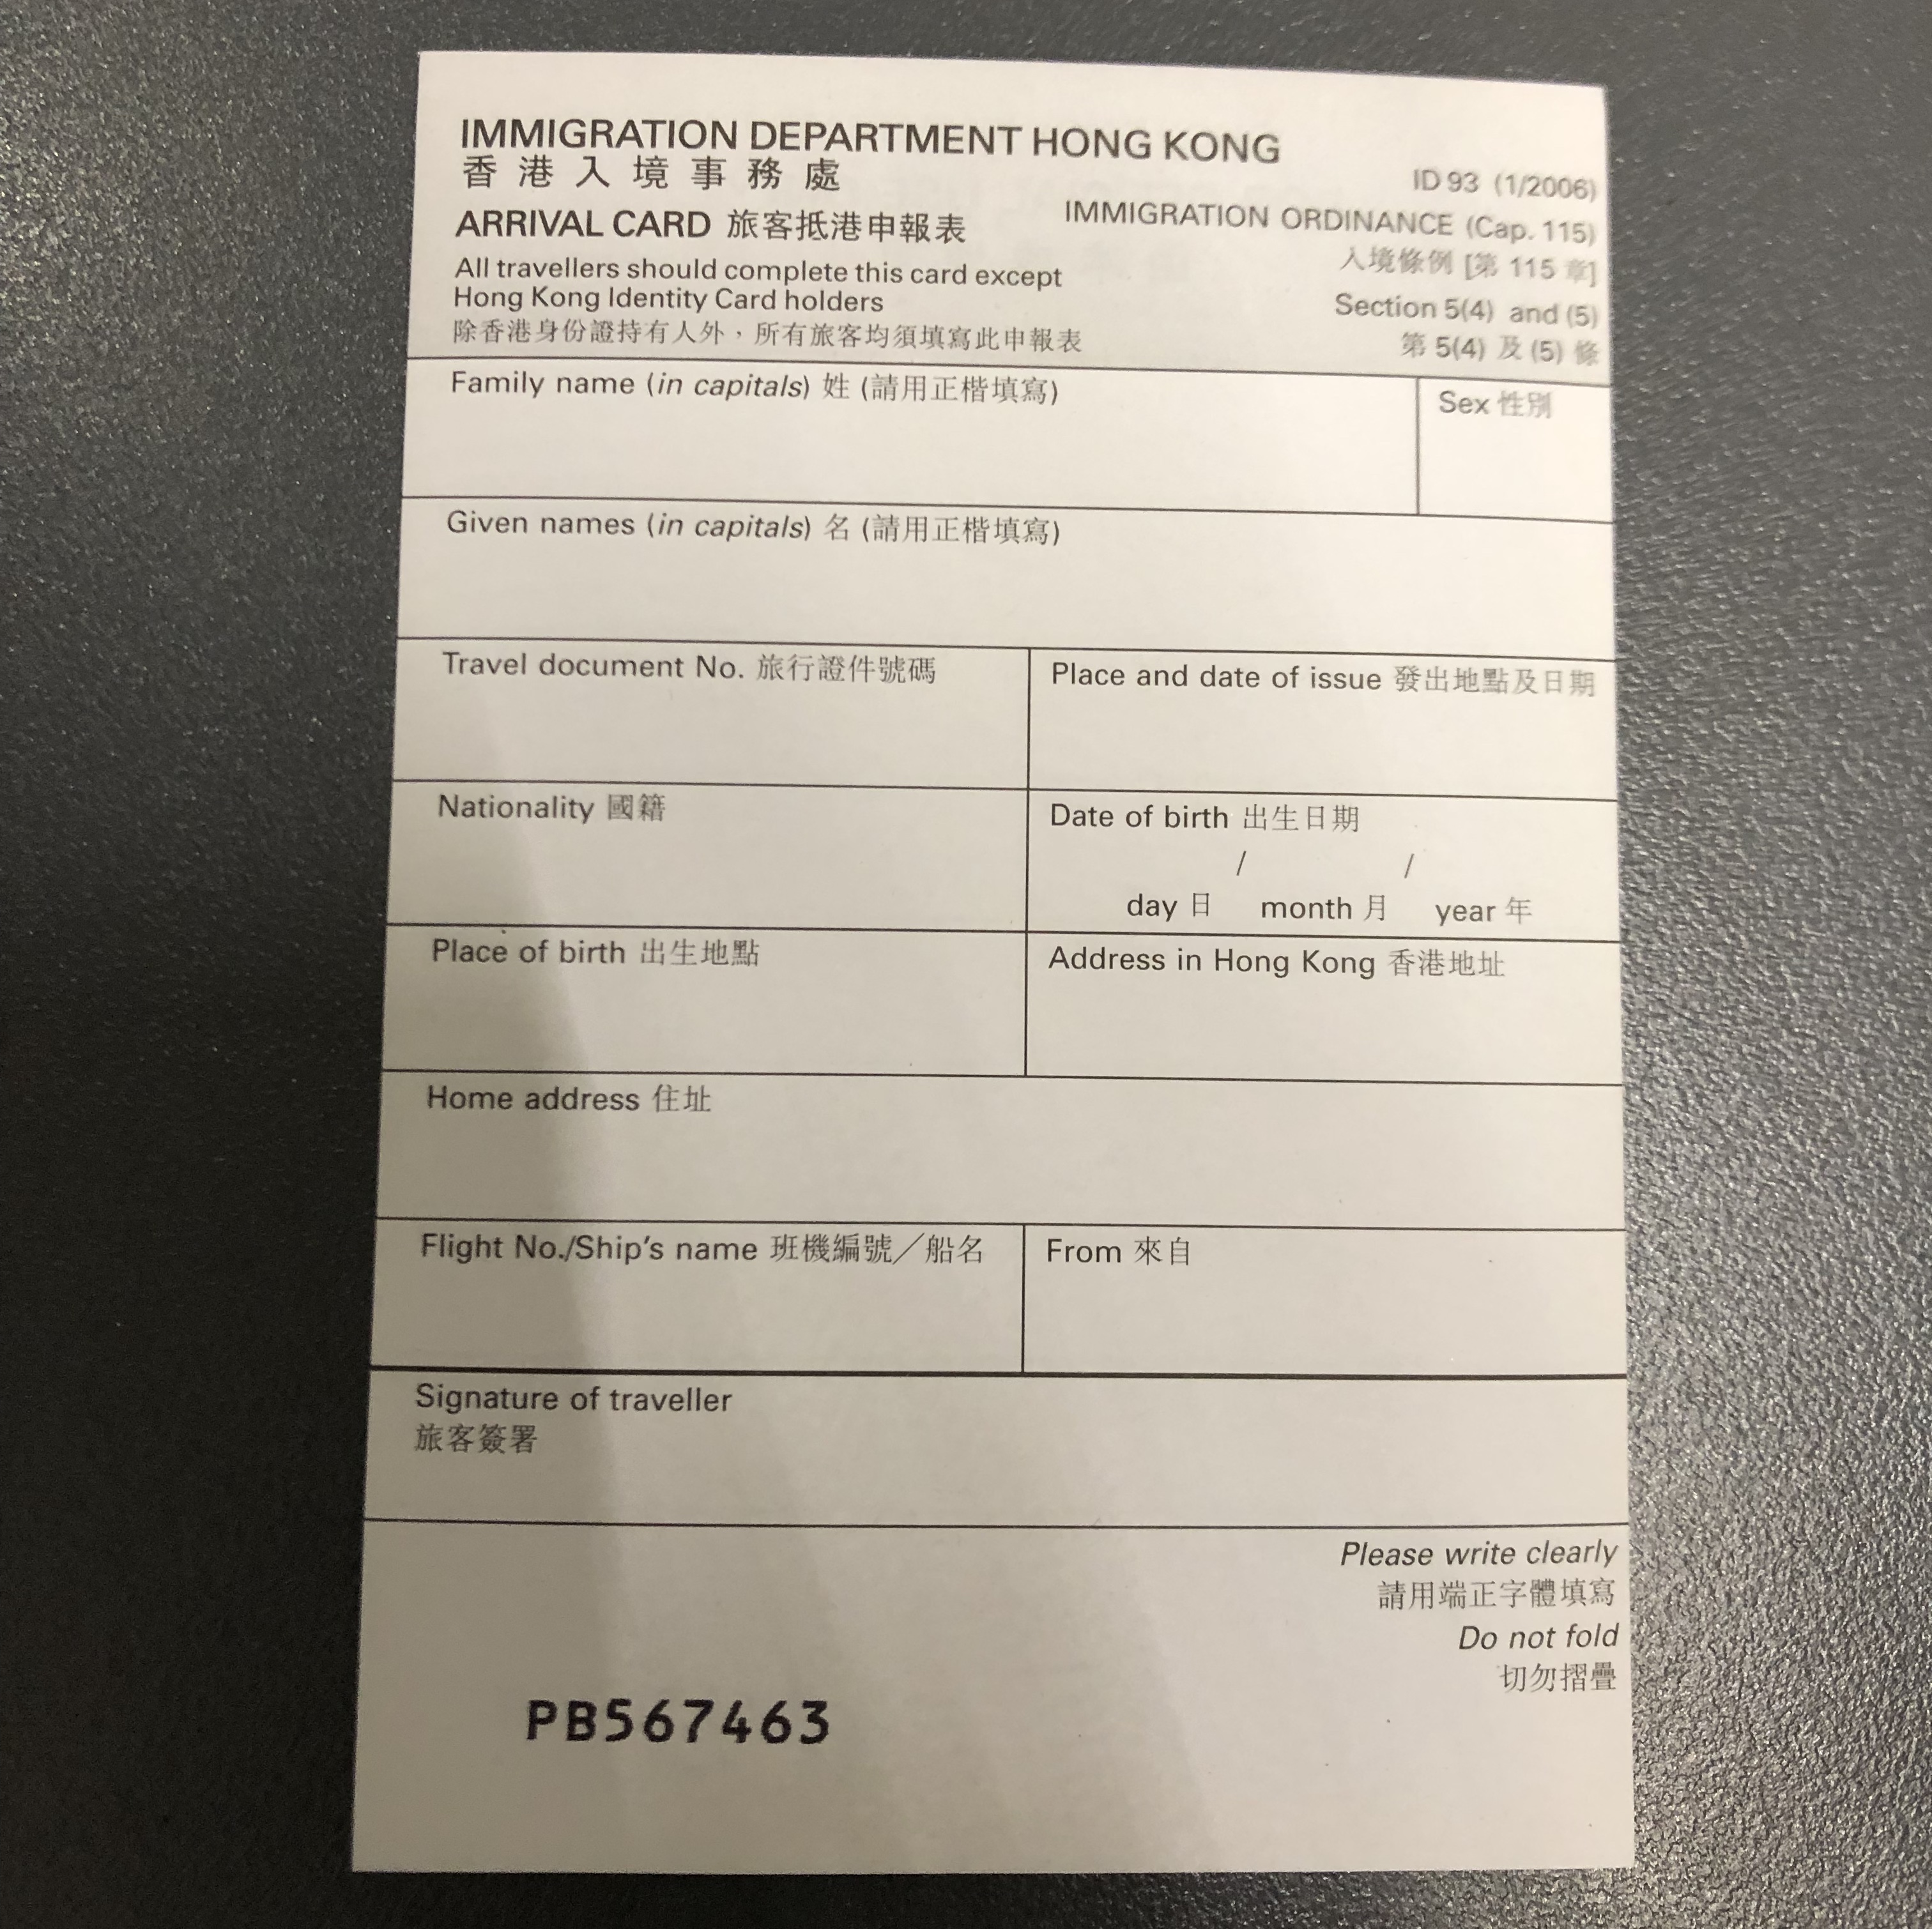 IMMIGRATION DEPARTMENT HONG KONG
香港入境事務處
ID 93 (1/2006)
ARRIVAL CARD 旅客抵港申報表
IMMIGRATION ORDINANCE (Cap. 115)
入境條例 [第 115 章]
All travellers should complete this card except
Hong Kong Identity Card holders
Section 5(4) and (5)
除香港身份證持有人外，所有旅客均須填寫此申報表
第 5(4) 及 (5) 條
Family name (in capitals) 姓 (請用正楷填寫)
Sex 性別
Given names (in capitals) 名 (請用正楷填寫)
Travel document No. 旅行證件號碼
Place and date of issue 發出地點及日期
Nationality 國籍
Date of birth 出生日期
/ /
day 日 month 月 year 年
Place of birth 出生地點
Address in Hong Kong 香港地址
Home address 住址
Flight No./Ship's name 班機編號／船名
From 來自
Signature of traveller
旅客簽署
Please write clearly
請用端正字體填寫
Do not fold
切勿摺疊
PB567463